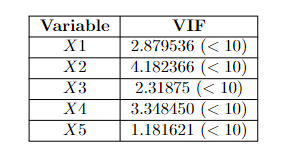 Variable VIF
X1 2.879536 (< 10)
X2 4.182366 (< 10)
X3 2.31875 (< 10)
X4 3.348450 (< 10)
X5 1.181621 (< 10)